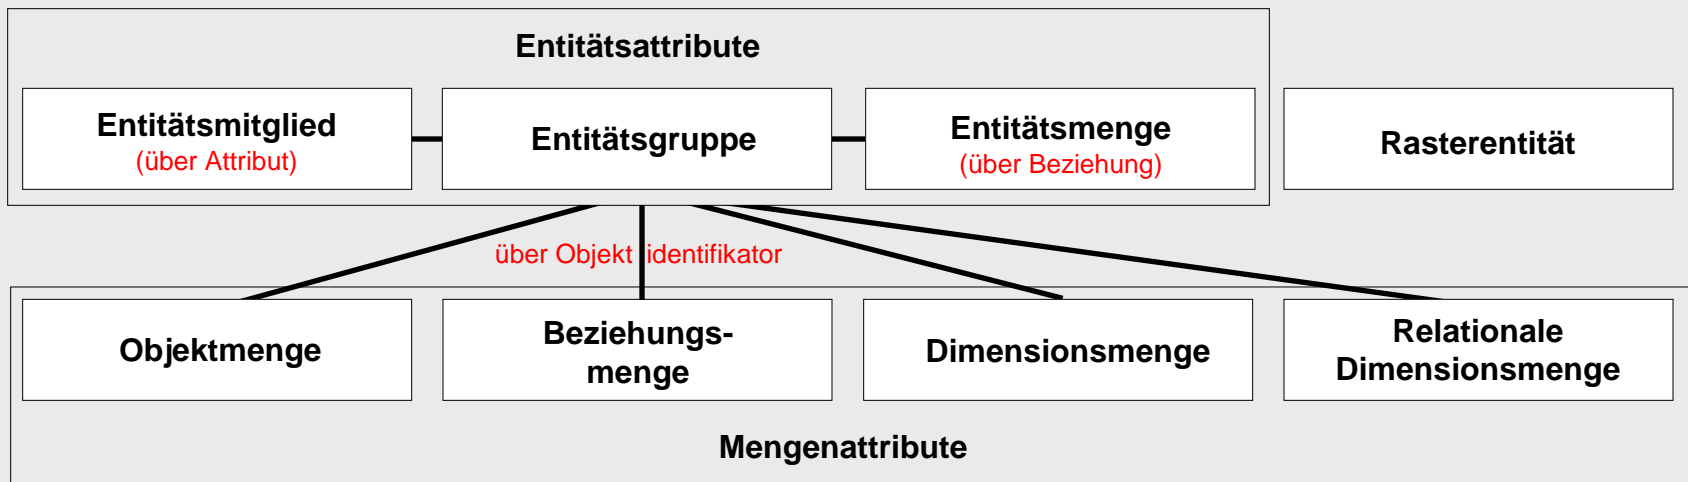 Entitätsattribute
Entitätsmitglied
(über Attribut)
Entitätsgruppe
Entitätsmenge
(über Beziehung)
Rasterentität
über Objekt identifikator
Objektmenge
Beziehungs-
menge
Dimensionsmenge
Relationale
Dimensionsmenge
Mengenattribute